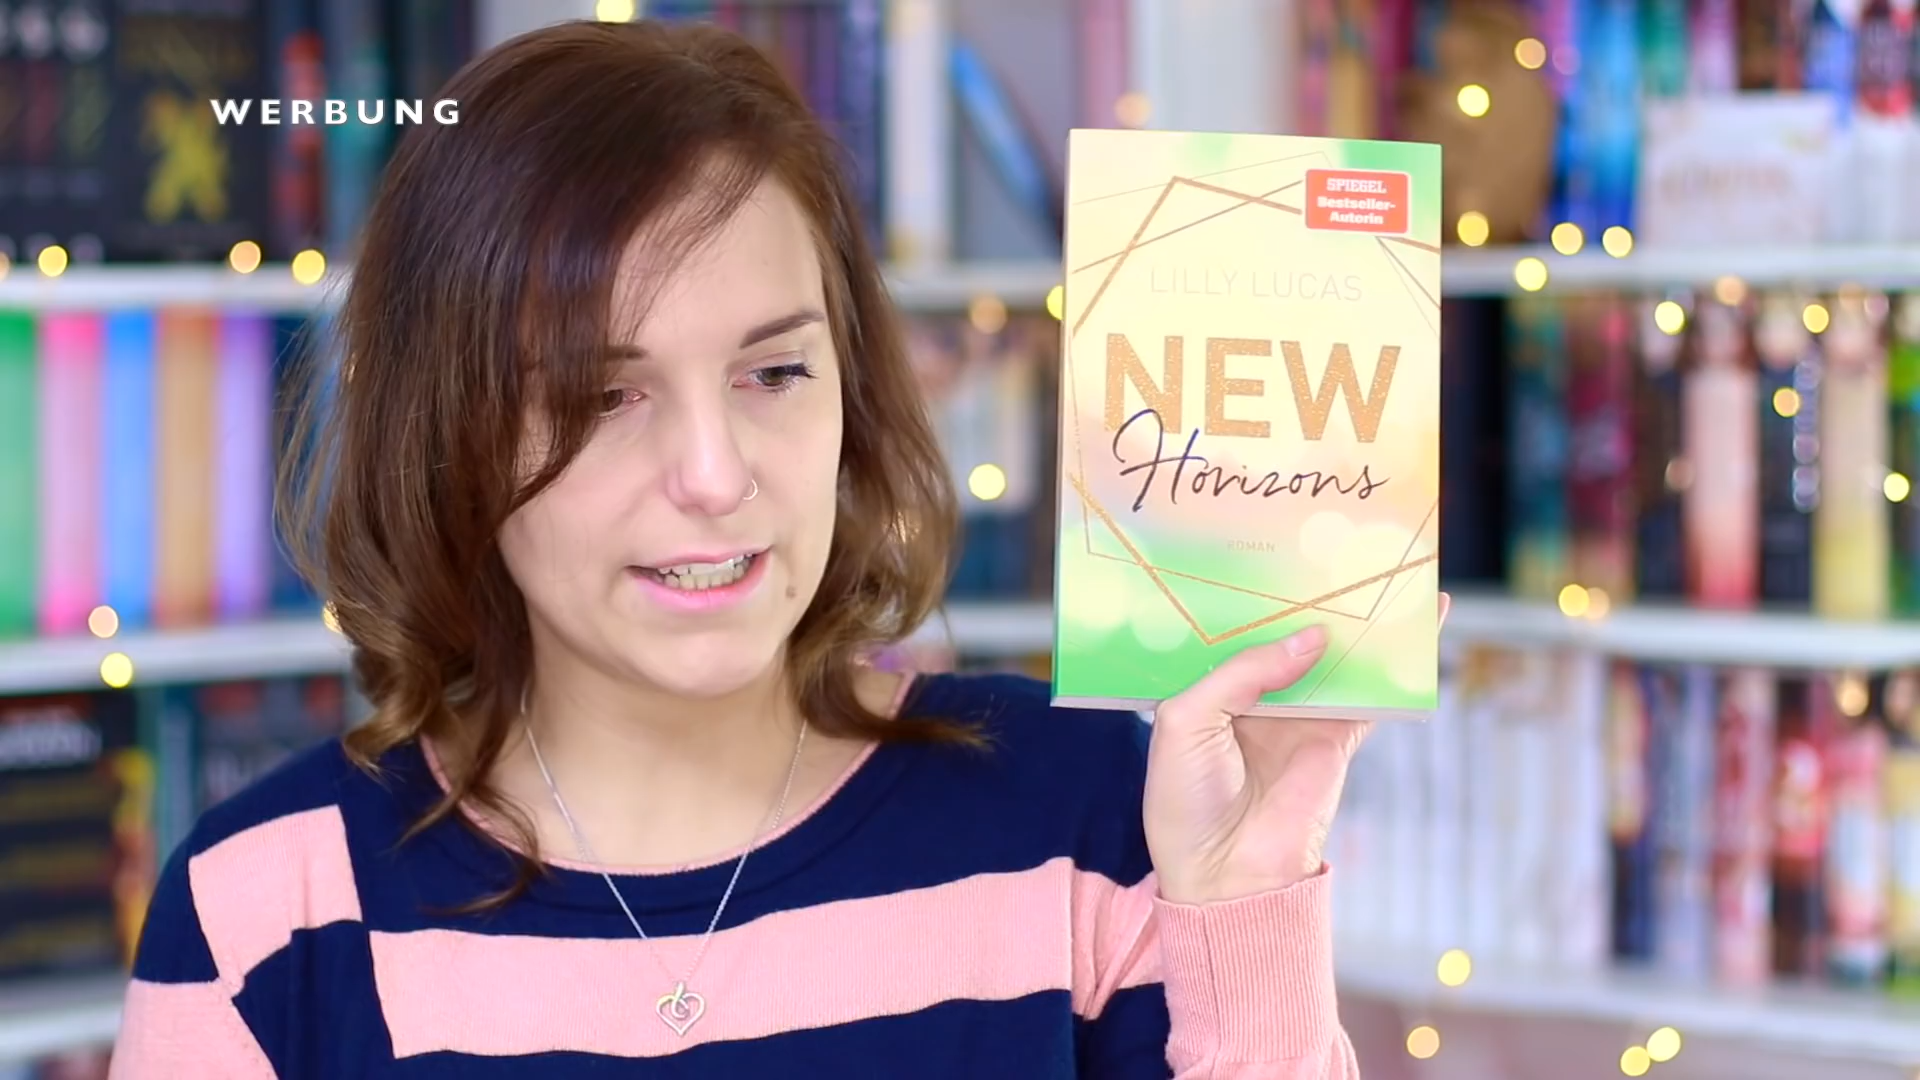 WERBUNG
SPIEGEL
Bestseller-
Autorin
LILLY LUCAS
NEW
Horizons
ROMAN